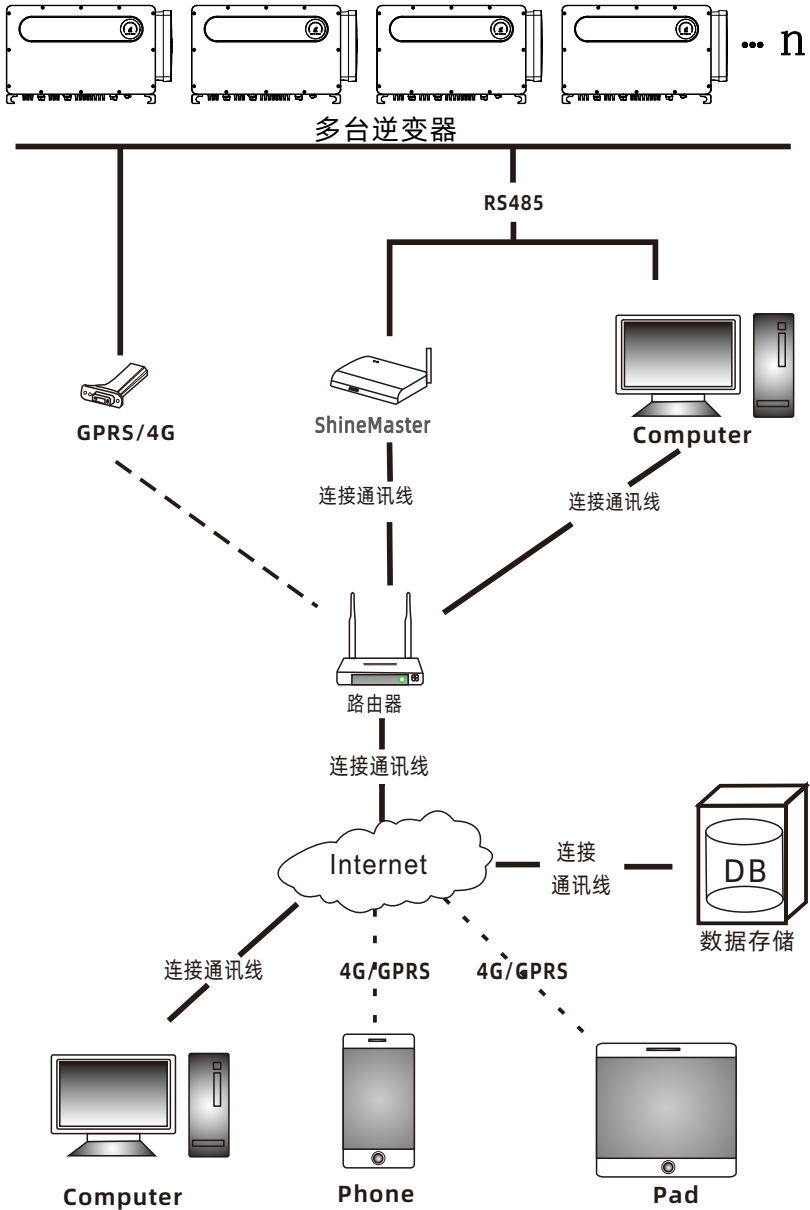 ... n
多台逆变器
RS485
GPRS/4G
ShineMaster
Computer
连接通讯线
连接通讯线
路由器
连接通讯线
Internet
连接
通讯线
DB
数据存储
连接通讯线
4G/GPRS
4G/GPRS
Computer
Phone
Pad